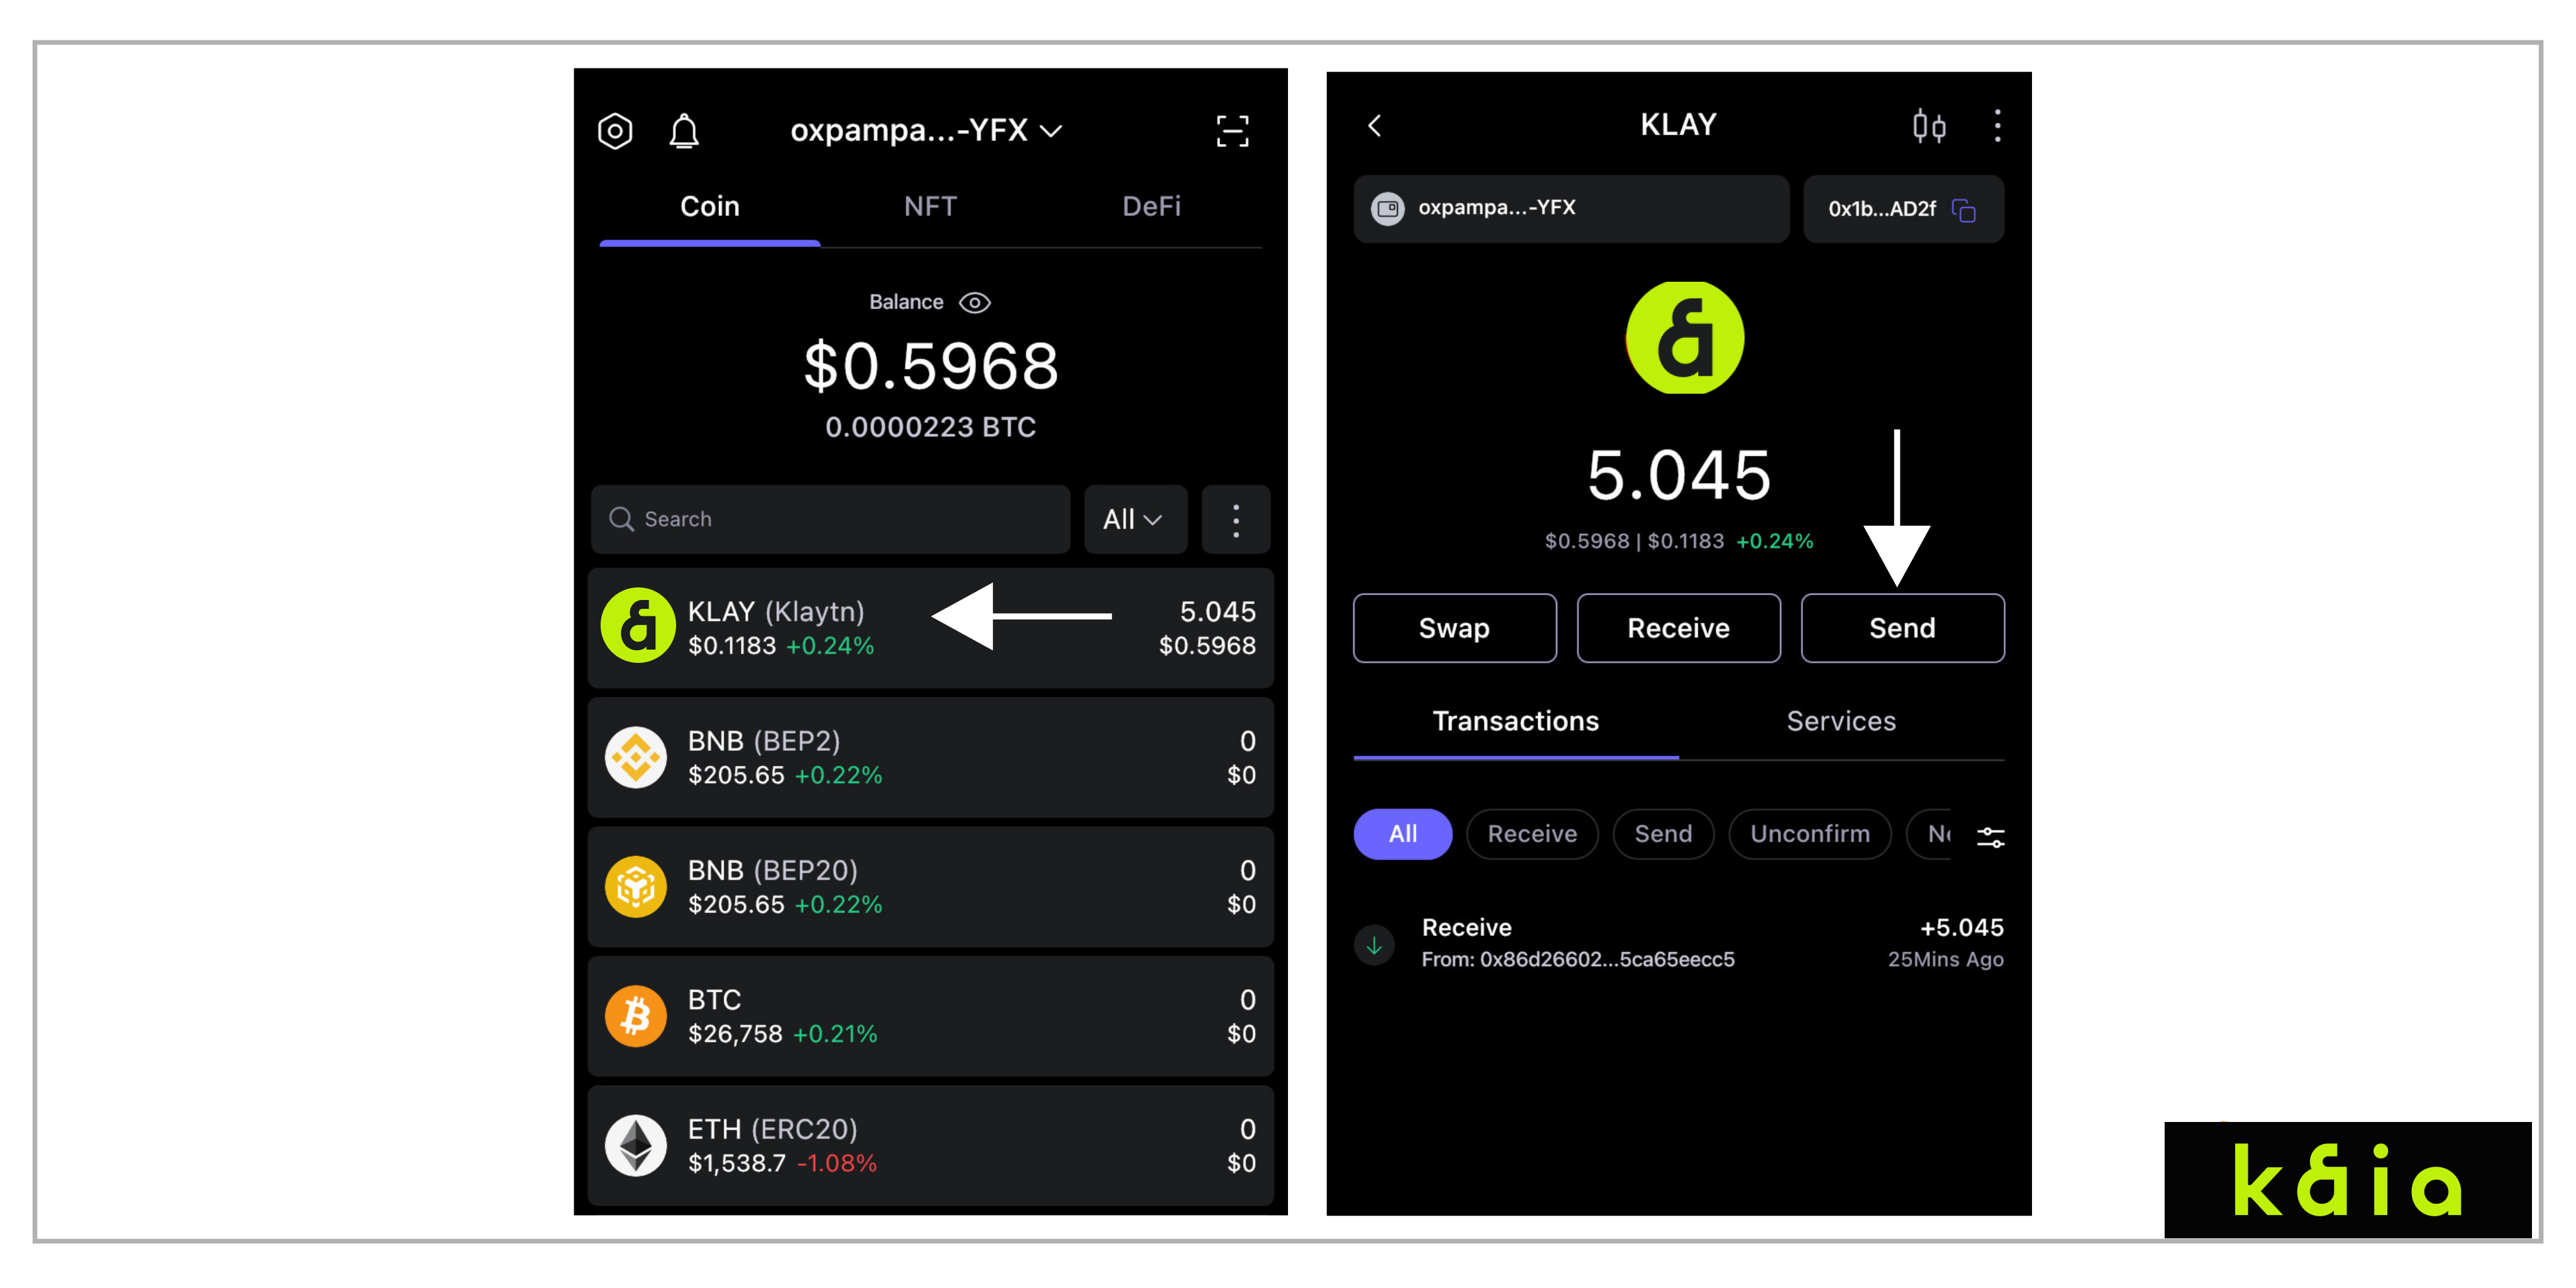 oxpampa...-YFX
Coin NFT DeFi
Balance
$0.5968
0.0000223 BTC
Search All
KLAY (Klaytn) 5.045
$0.1183 +0.24% $0.5968
BNB (BEP2) 0
$205.65 +0.22% $0
BNB (BEP20) 0
$205.65 +0.22% $0
BTC 0
$26,758 +0.21% $0
ETH (ERC20) 0
$1,538.7 -1.08% $0
KLAY
oxpampa...-YFX 0x1b...AD2f
5.045
$0.5968 | $0.1183 +0.24%
Swap Receive Send
Transactions Services
All Receive Send Unconfirm
Receive +5.045
From: 0x86d26602...5ca65eecc5 25Mins Ago
kaia